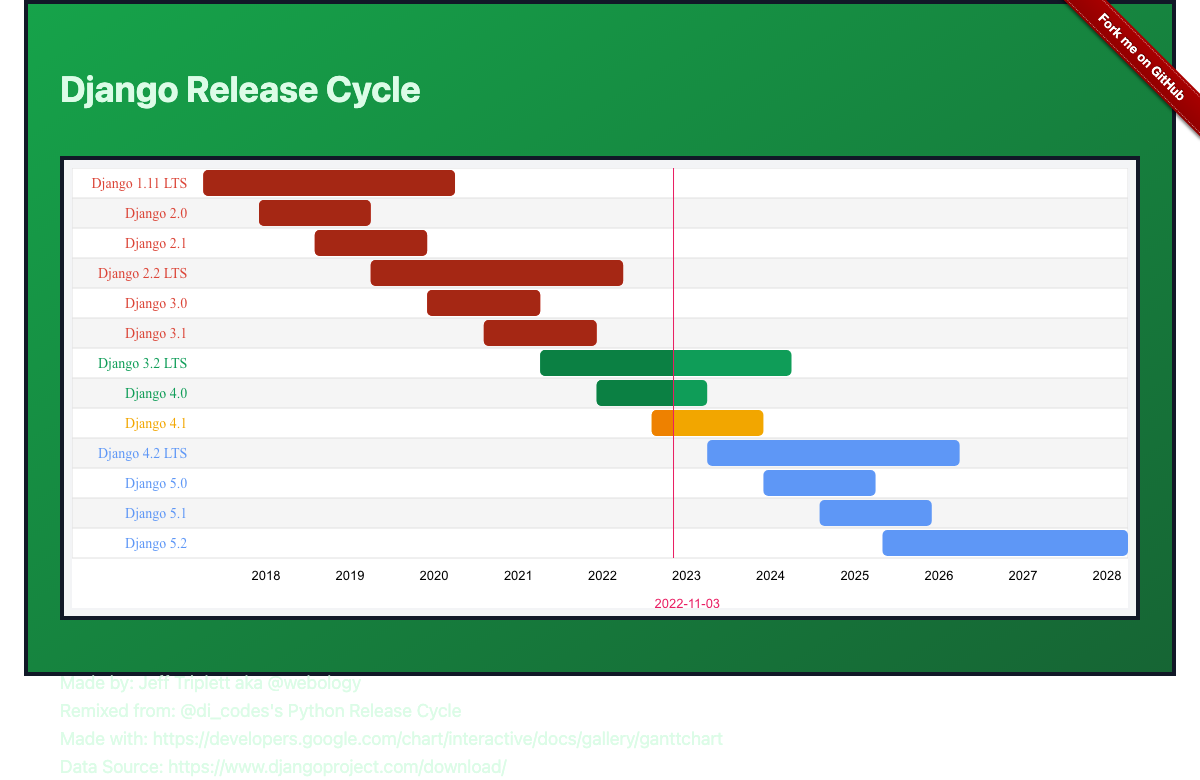 Fork me on GitHub
Django Release Cycle
Django 1.11 LTS
Django 2.0
Django 2.1
Django 2.2 LTS
Django 3.0
Django 3.1
Django 3.2 LTS
Django 4.0
Django 4.1
Django 4.2 LTS
Django 5.0
Django 5.1
Django 5.2
2018 2019 2020 2021 2022 2023 2024 2025 2026 2027 2028
2022-11-03
Made by: Jeff Triplett aka @webology
Remixed from: @di_codes's Python Release Cycle
Made with: https://developers.google.com/chart/interactive/docs/gallery/ganttchart
Data Source: https://www.djangoproject.com/download/